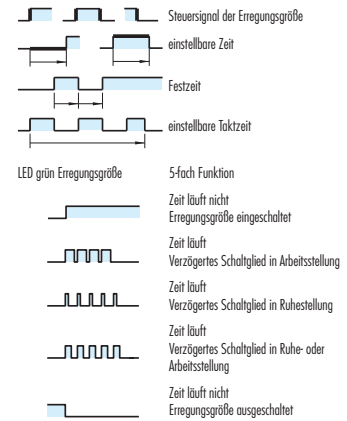 Steuersignal der Erregungsgröße
einstellbare Zeit
Festzeit
einstellbare Taktzeit
LED grün Erregungsgröße
5-fach Funktion
Zeit läuft nicht
Erregungsgröße eingeschaltet
Zeit läuft
Verzögertes Schaltglied in Arbeitsstellung
Zeit läuft
Verzögertes Schaltglied in Ruhestellung
Zeit läuft
Verzögertes Schaltglied in Ruhe- oder
Arbeitsstellung
Zeit läuft nicht
Erregungsgröße ausgeschaltet